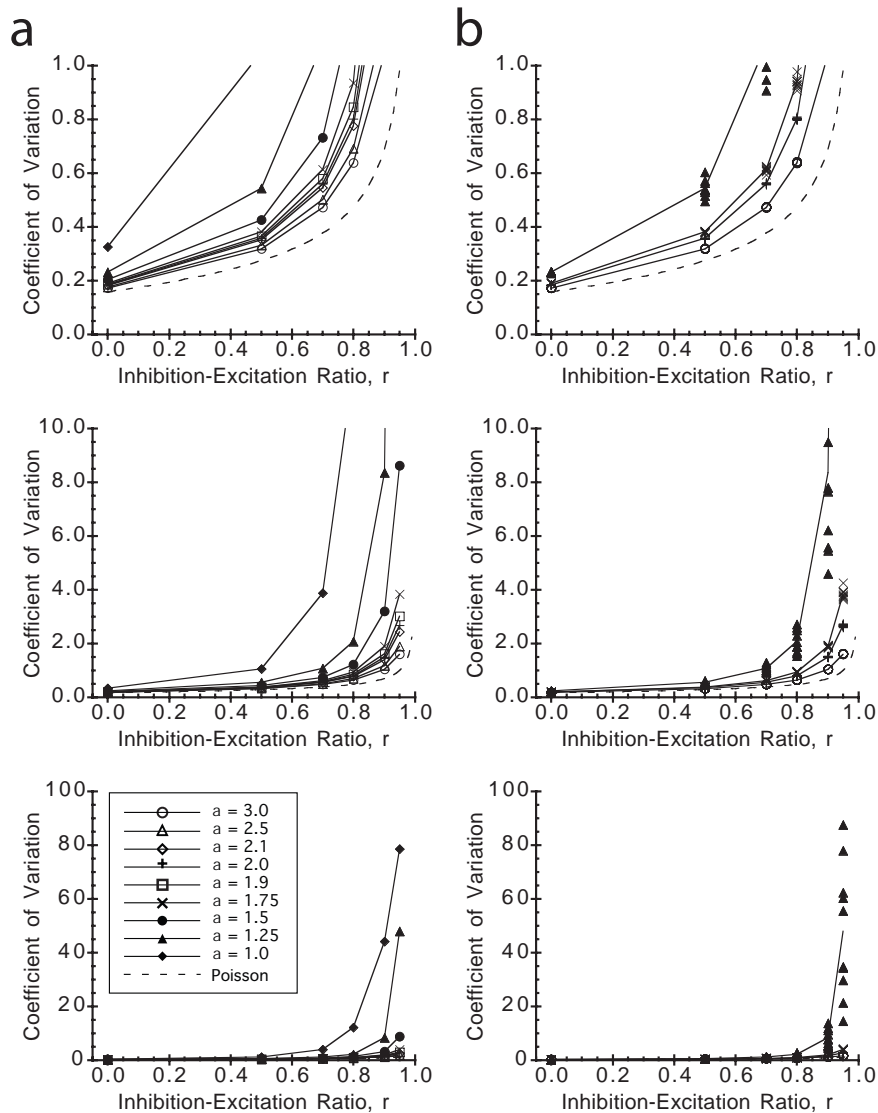 a
b
1.0
0.8
0.6
0.4
0.2
0.0
Coefficient of Variation
0.0 0.2 0.4 0.6 0.8 1.0
Inhibition-Excitation Ratio, r
1.0
0.8
0.6
0.4
0.2
0.0
Coefficient of Variation
0.0 0.2 0.4 0.6 0.8 1.0
Inhibition-Excitation Ratio, r
10.0
8.0
6.0
4.0
2.0
0.0
Coefficient of Variation
0.0 0.2 0.4 0.6 0.8 1.0
Inhibition-Excitation Ratio, r
10.0
8.0
6.0
4.0
2.0
0.0
Coefficient of Variation
0.0 0.2 0.4 0.6 0.8 1.0
Inhibition-Excitation Ratio, r
100
80
60
40
20
0
Coefficient of Variation
a = 3.0
a = 2.5
a = 2.1
a = 2.0
a = 1.9
a = 1.75
a = 1.5
a = 1.25
a = 1.0
Poisson
0.0 0.2 0.4 0.6 0.8 1.0
Inhibition-Excitation Ratio, r
100
80
60
40
20
0
Coefficient of Variation
0.0 0.2 0.4 0.6 0.8 1.0
Inhibition-Excitation Ratio, r